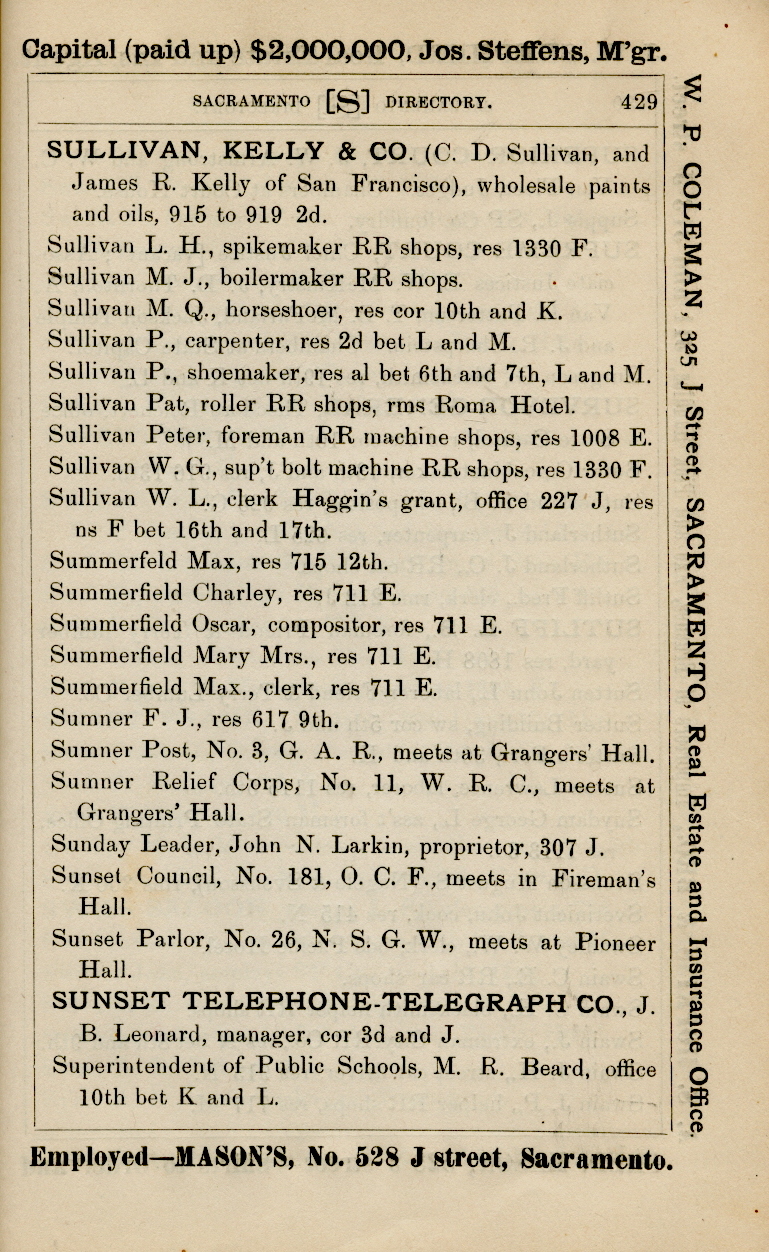 Capital (paid up) $2,000,000, Jos. Steffens, M'gr.
SACRAMENTO [S] DIRECTORY. 429
SULLIVAN, KELLY & CO. (C. D. Sullivan, and
James R. Kelly of San Francisco), wholesale paints
and oils, 915 to 919 2d.
Sullivan L. H., spikemaker RR shops, res 1330 F.
Sullivan M. J., boilermaker RR shops.
Sullivan M. Q., horseshoer, res cor 10th and K.
Sullivan P., carpenter, res 2d bet L and M.
Sullivan P., shoemaker, res al bet 6th and 7th, L and M.
Sullivan Pat, roller RR shops, rms Roma Hotel.
Sullivan Peter, foreman RR machine shops, res 1008 E.
Sullivan W. G., sup't bolt machine RR shops, res 1330 F.
Sullivan W. L., clerk Haggin's grant, office 227 J, res
ns F bet 16th and 17th.
Summerfeld Max, res 715 12th.
Summerfield Charley, res 711 E.
Summerfield Oscar, compositor, res 711 E.
Summerfield Mary Mrs., res 711 E.
Summerfield Max., clerk, res 711 E.
Sumner F. J., res 617 9th.
Sumner Post, No. 3, G. A. R., meets at Grangers' Hall.
Sumner Relief Corps, No. 11, W. R. C., meets at
Grangers' Hall.
Sunday Leader, John N. Larkin, proprietor, 307 J.
Sunset Council, No. 181, O. C. F., meets in Fireman's
Hall.
Sunset Parlor, No. 26, N. S. G. W., meets at Pioneer
Hall.
SUNSET TELEPHONE-TELEGRAPH CO., J.
B. Leonard, manager, cor 3d and J.
Superintendent of Public Schools, M. R. Beard, office
10th bet K and L.
Employed—MASON'S, No. 528 J street, Sacramento.
W. P. COLEMAN, 325 J Street, SACRAMENTO, Real Estate and Insurance Office.